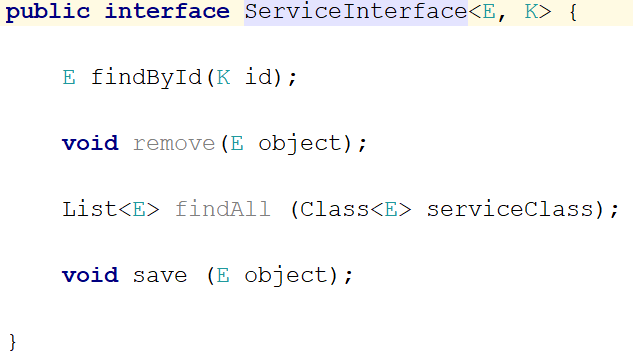 public interface ServiceInterface<E, K> {
E findById(K id);
void remove(E object);
List<E> findAll (Class<E> serviceClass);
void save (E object);
}